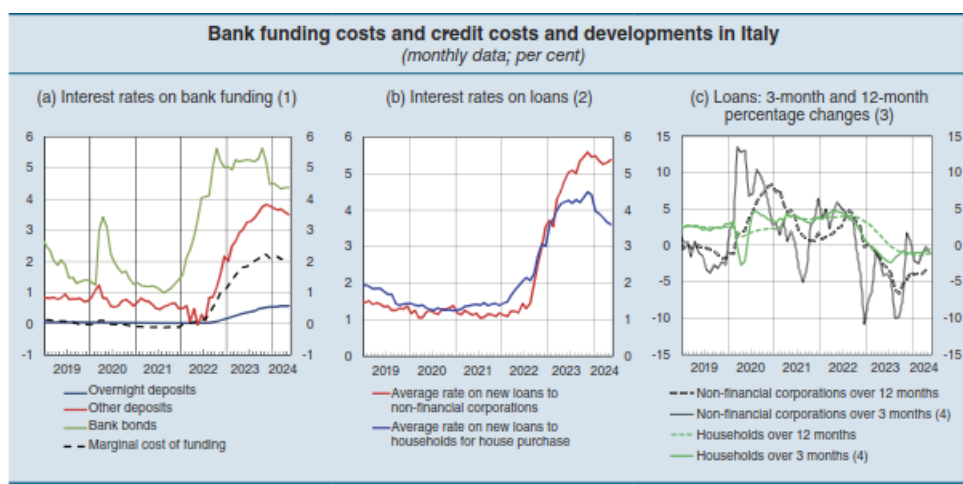 Bank funding costs and credit costs and developments in Italy
(monthly data; per cent)
(a) Interest rates on bank funding (1)
6 6
5 5
4 4
3 3
2 2
1 1
0 0
-1 -1
2019 2020 2021 2022 2023 2024
Overnight deposits
Other deposits
Bank bonds
Marginal cost of funding
(b) Interest rates on loans (2)
6 6
5 5
4 4
3 3
2 2
1 1
0 0
2019 2020 2021 2022 2023 2024
Average rate on new loans to
non-financial corporations
Average rate on new loans to
households for house purchase
(c) Loans: 3-month and 12-month
percentage changes (3)
15 15
10 10
5 5
0 0
-5 -5
-10 -10
-15 -15
2019 2020 2021 2022 2023 2024
Non-financial corporations over 12 months
Non-financial corporations over 3 months (4)
Households over 12 months
Households over 3 months (4)